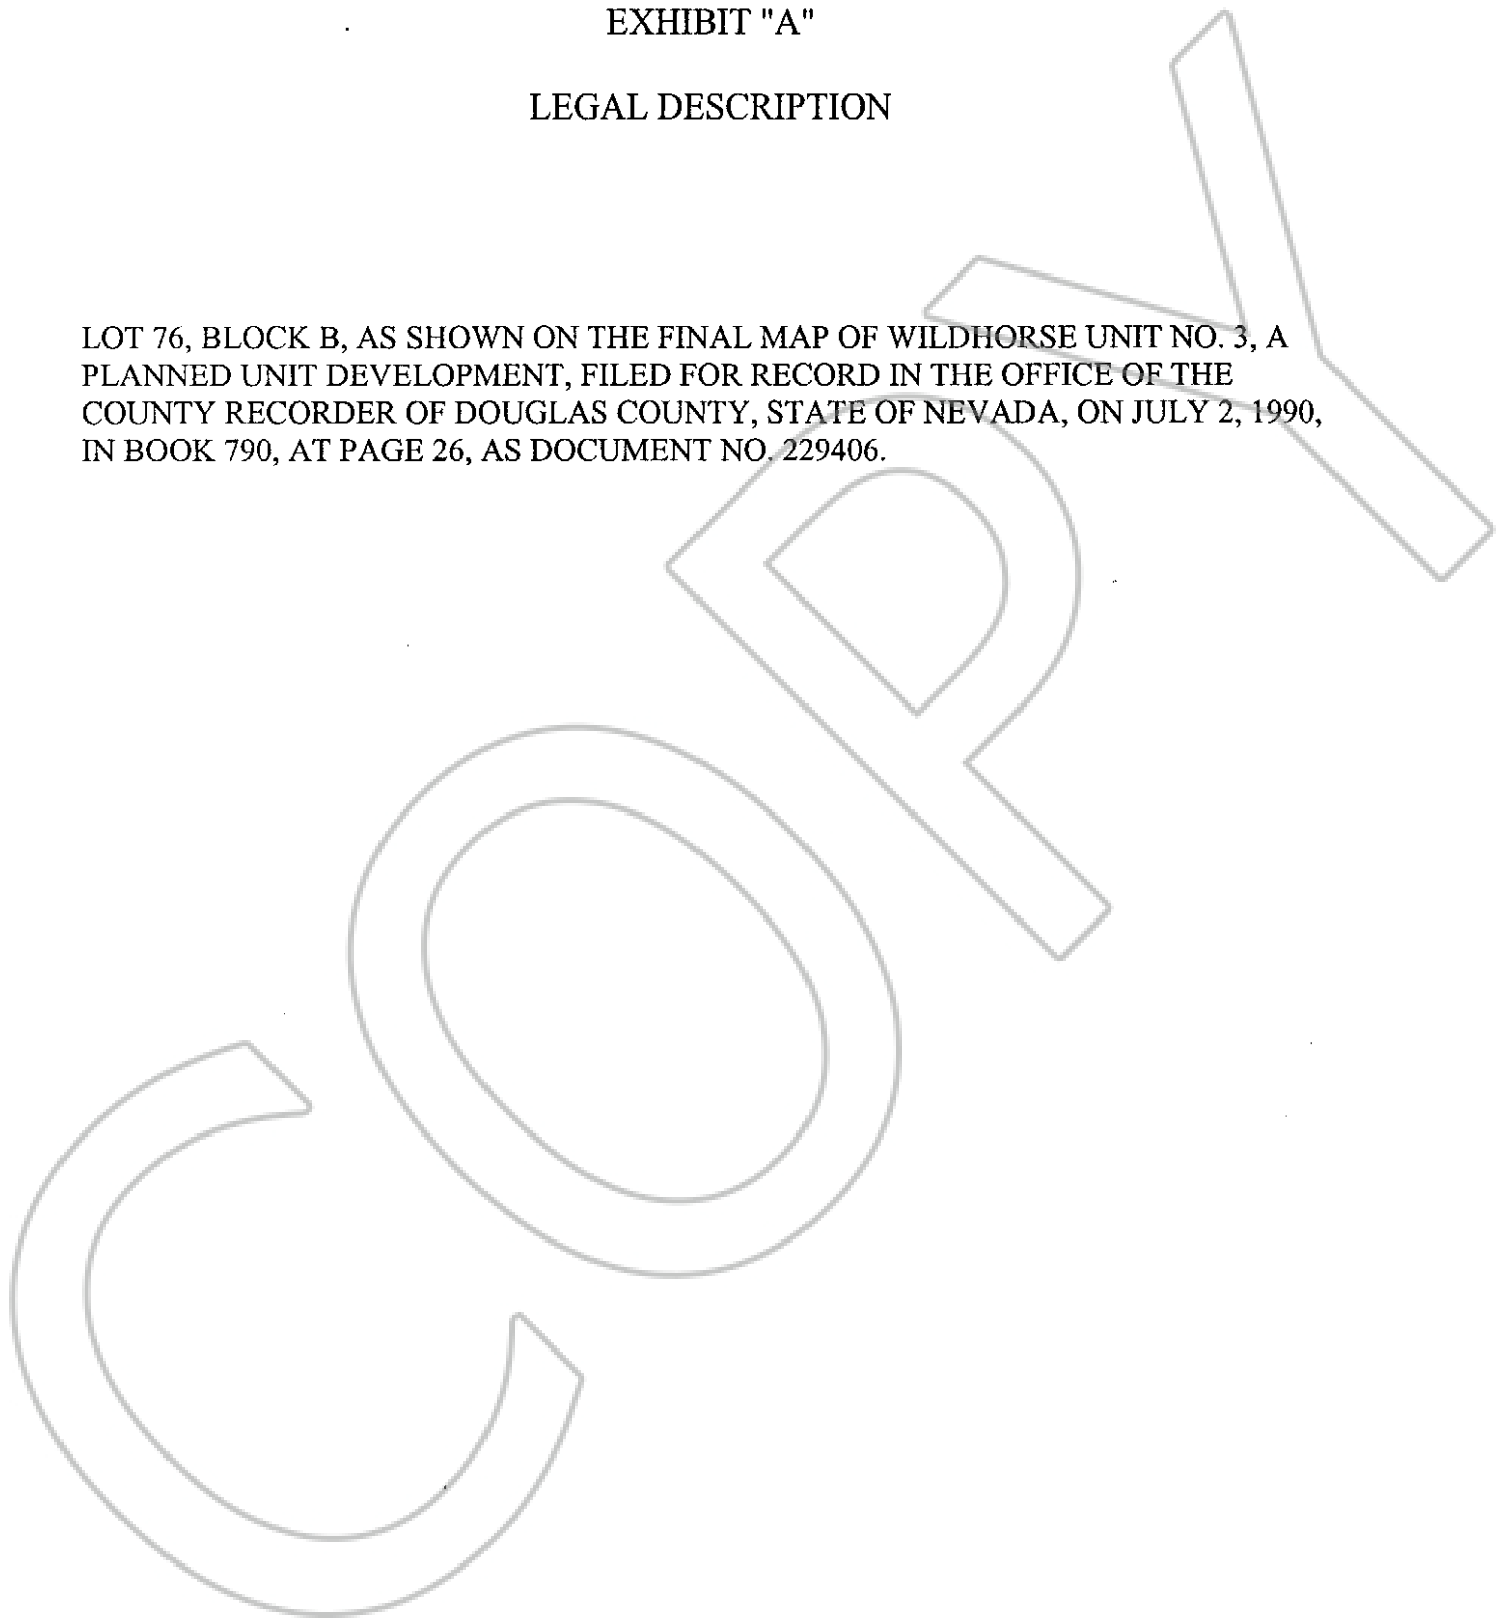 EXHIBIT "A"
LEGAL DESCRIPTION
LOT 76, BLOCK B, AS SHOWN ON THE FINAL MAP OF WILDHORSE UNIT NO. 3, A
PLANNED UNIT DEVELOPMENT, FILED FOR RECORD IN THE OFFICE OF THE
COUNTY RECORDER OF DOUGLAS COUNTY, STATE OF NEVADA, ON JULY 2, 1990,
IN BOOK 790, AT PAGE 26, AS DOCUMENT NO. 229406.
COPY